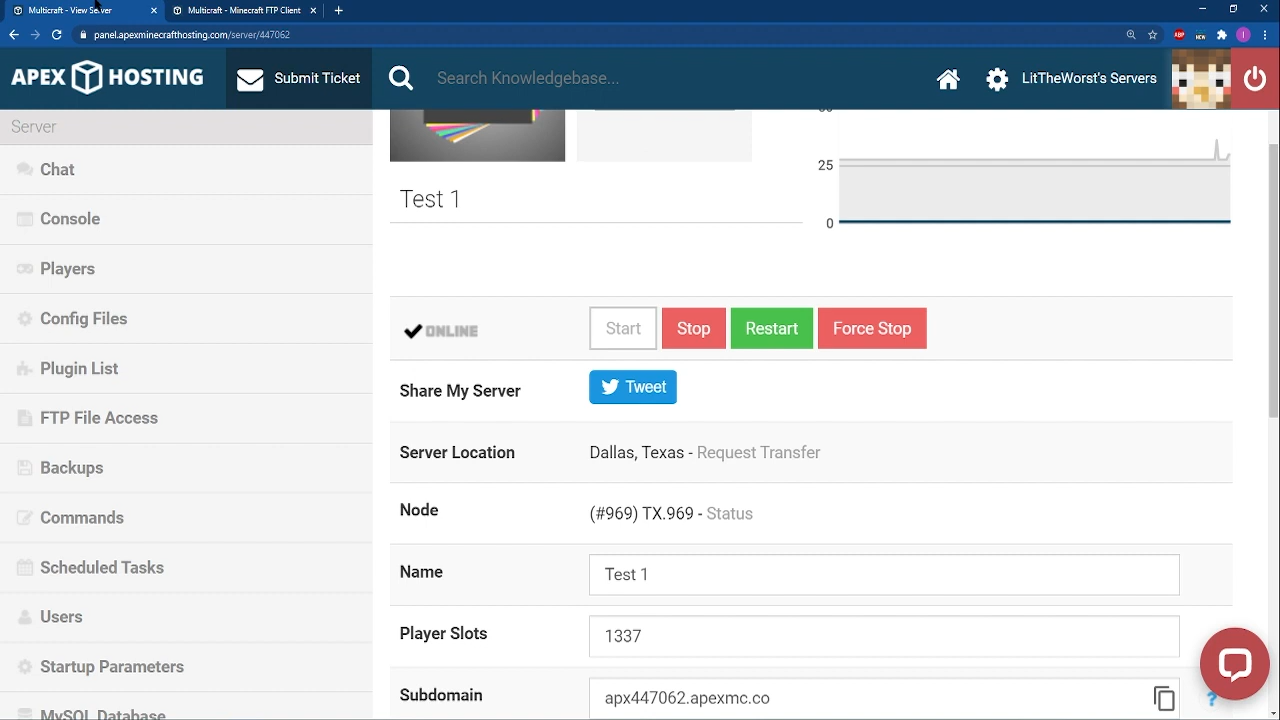 Multicraft - View Server
Multicraft - Minecraft FTP Client
panel.apexminecrafthosting.com/server/447062
ABP
NEW
APEX HOSTING
Submit Ticket
Search Knowledgebase...
LitTheWorst's Servers
Server
Chat
Console
Players
Config Files
Plugin List
FTP File Access
Backups
Commands
Scheduled Tasks
Users
Startup Parameters
MySQL Database
Test 1
25
0
ONLINE
Start
Stop
Restart
Force Stop
Share My Server
Tweet
Server Location
Dallas, Texas - Request Transfer
Node
(#969) TX.969 - Status
Name
Test 1
Player Slots
1337
Subdomain
apx447062.apexmc.co
?